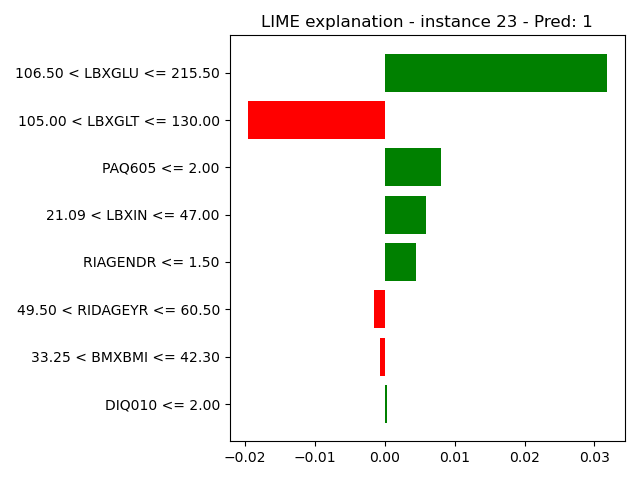 LIME explanation - instance 23 - Pred: 1
106.50 < LBXGLU <= 215.50
105.00 < LBXGLT <= 130.00
PAQ605 <= 2.00
21.09 < LBXIN <= 47.00
RIAGENDR <= 1.50
49.50 < RIDAGEYR <= 60.50
33.25 < BMXBMI <= 42.30
DIQ010 <= 2.00
−0.02 −0.01 0.00 0.01 0.02 0.03